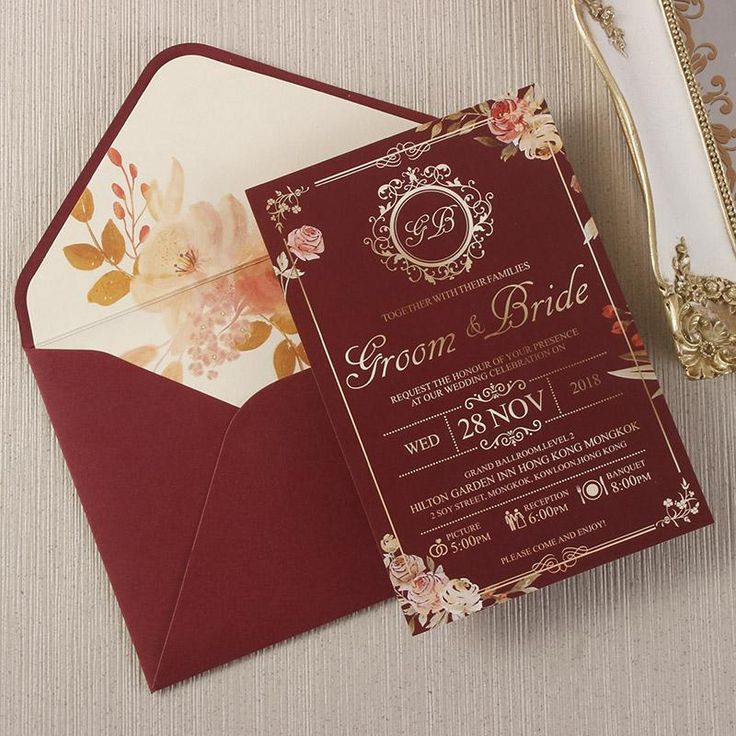 GB
TOGETHER WITH THEIR FAMILIES
Groom & Bride
REQUEST THE HONOUR OF YOUR PRESENCE
AT OUR WEDDING CELEBRATION ON
WED
28 NOV
2018
GRAND BALLROOM,LEVEL 2
HILTON GARDEN INN HONG KONG MONGKOK
2 SOY STREET, MONGKOK, KOWLOON,HONG KONG
PICTURE
5:00PM
RECEPTION
6:00PM
BANQUET
8:00PM
PLEASE COME AND ENJOY!